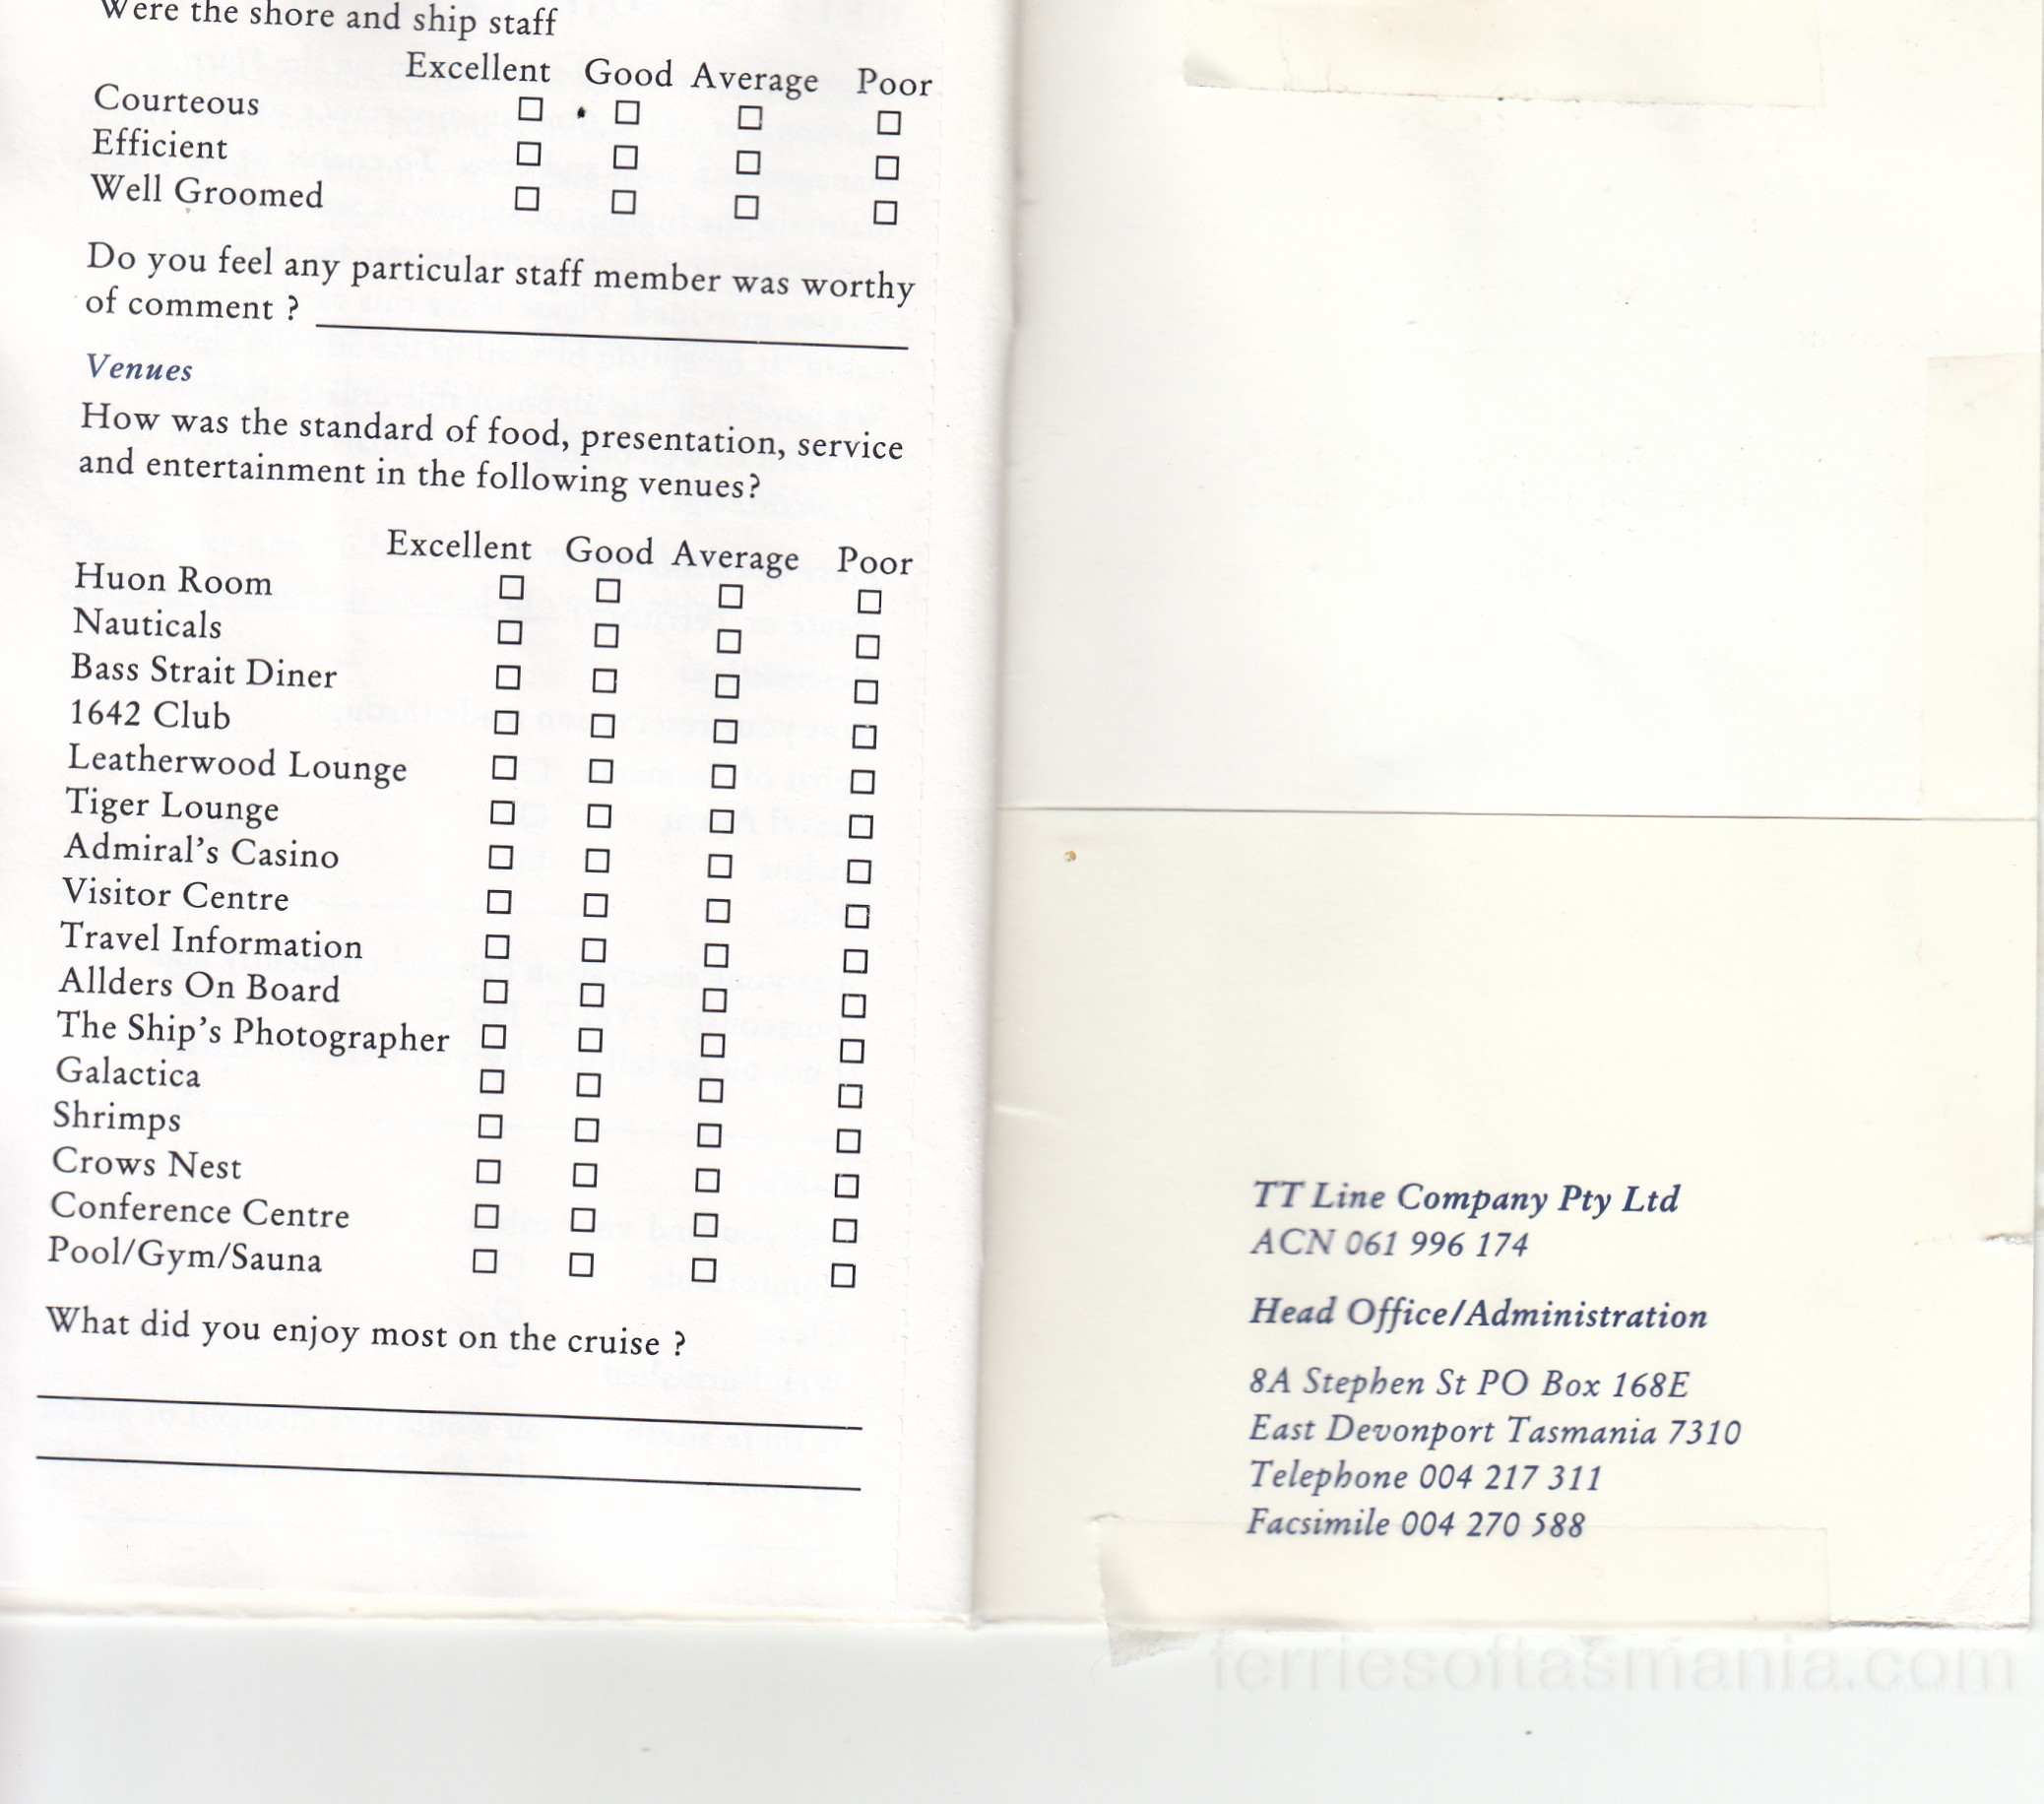 Were the shore and ship staff
Excellent Good Average Poor
Courteous □ □ □ □
Efficient □ □ □ □
Well Groomed □ □ □ □
Do you feel any particular staff member was worthy
of comment ?
Venues
How was the standard of food, presentation, service
and entertainment in the following venues?
Excellent Good Average Poor
Huon Room □ □ □ □
Nauticals □ □ □ □
Bass Strait Diner □ □ □ □
1642 Club □ □ □ □
Leatherwood Lounge □ □ □ □
Tiger Lounge □ □ □ □
Admiral's Casino □ □ □ □
Visitor Centre □ □ □ □
Travel Information □ □ □ □
Allders On Board □ □ □ □
The Ship's Photographer □ □ □ □
Galactica □ □ □ □
Shrimps □ □ □ □
Crows Nest □ □ □ □
Conference Centre □ □ □ □
Pool/Gym/Sauna □ □ □ □
What did you enjoy most on the cruise ?
TT Line Company Pty Ltd
ACN 061 996 174
Head Office/Administration
8A Stephen St PO Box 168E
East Devonport Tasmania 7310
Telephone 004 217 311
Facsimile 004 270 588
ferriesoftasmania.com